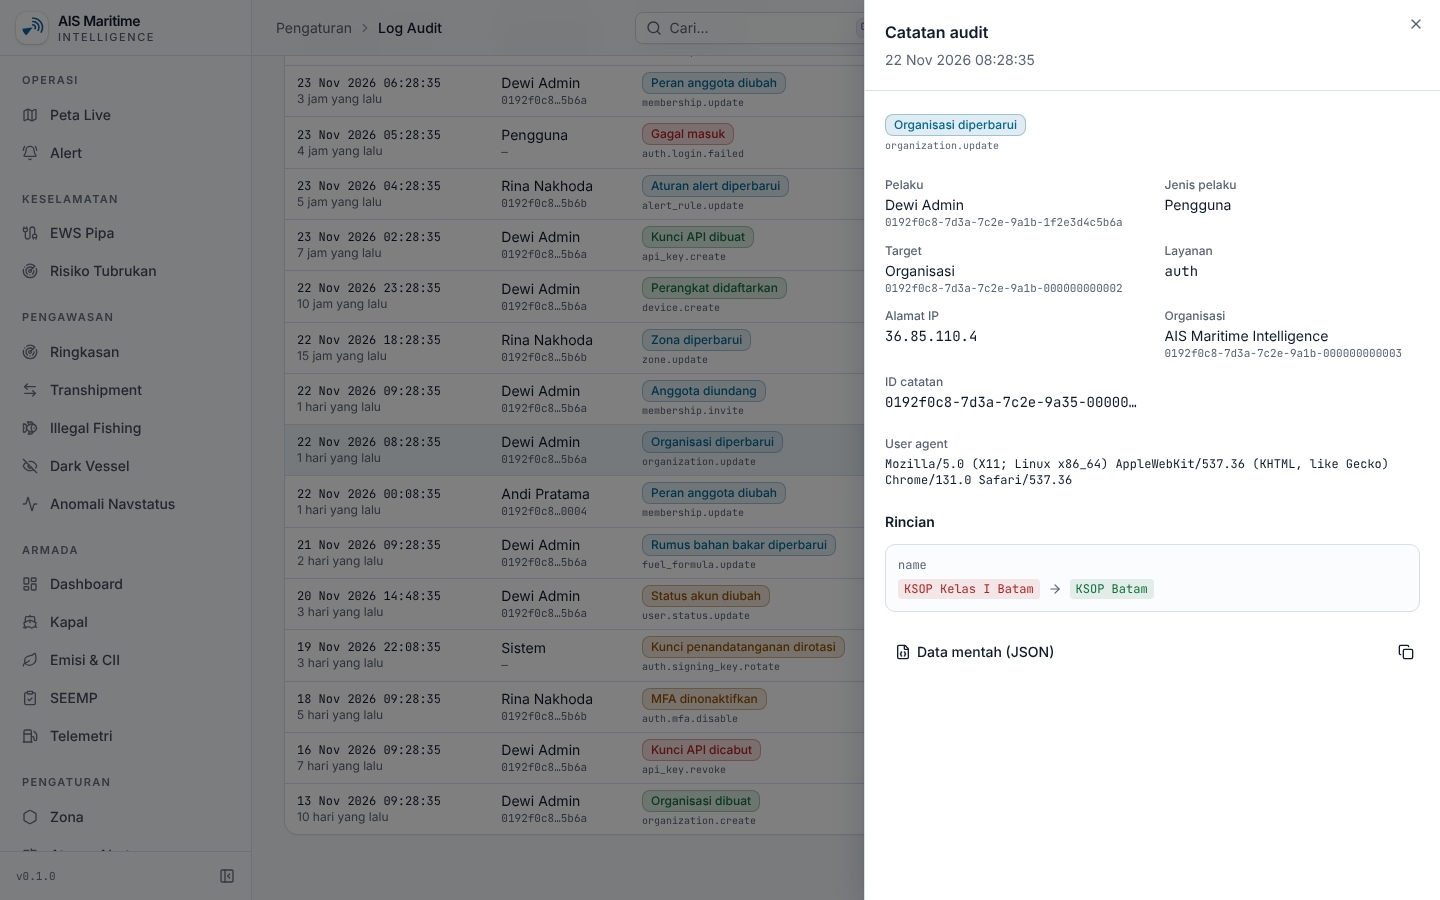 AIS Maritime
INTELLIGENCE
OPERASI
Peta Live
Alert
KESELAMATAN
EWS Pipa
Risiko Tubrukan
PENGAWASAN
Ringkasan
Transhipment
Illegal Fishing
Dark Vessel
Anomali Navstatus
ARMADA
Dashboard
Kapal
Emisi & CII
SEEMP
Telemetri
PENGATURAN
Zona
v0.1.0
Pengaturan > Log Audit
Cari...
23 Nov 2026 06:28:35 Dewi Admin Peran anggota diubah
3 jam yang lalu 0192f0c8…5b6a membership.update
23 Nov 2026 05:28:35 Pengguna Gagal masuk
4 jam yang lalu — auth.login.failed
23 Nov 2026 04:28:35 Rina Nakhoda Aturan alert diperbarui
5 jam yang lalu 0192f0c8…5b6b alert_rule.update
23 Nov 2026 02:28:35 Dewi Admin Kunci API dibuat
7 jam yang lalu 0192f0c8…5b6a api_key.create
22 Nov 2026 23:28:35 Dewi Admin Perangkat didaftarkan
10 jam yang lalu 0192f0c8…5b6a device.create
22 Nov 2026 18:28:35 Rina Nakhoda Zona diperbarui
15 jam yang lalu 0192f0c8…5b6b zone.update
22 Nov 2026 09:28:35 Dewi Admin Anggota diundang
1 hari yang lalu 0192f0c8…5b6a membership.invite
22 Nov 2026 08:28:35 Dewi Admin Organisasi diperbarui
1 hari yang lalu 0192f0c8…5b6a organization.update
22 Nov 2026 00:08:35 Andi Pratama Peran anggota diubah
1 hari yang lalu 0192f0c8…0004 membership.update
21 Nov 2026 09:28:35 Dewi Admin Rumus bahan bakar diperbarui
2 hari yang lalu 0192f0c8…5b6a fuel_formula.update
20 Nov 2026 14:48:35 Dewi Admin Status akun diubah
3 hari yang lalu 0192f0c8…5b6a user.status.update
19 Nov 2026 22:08:35 Sistem Kunci penandatanganan dirotasi
3 hari yang lalu — auth.signing_key.rotate
18 Nov 2026 09:28:35 Rina Nakhoda MFA dinonaktifkan
5 hari yang lalu 0192f0c8…5b6b auth.mfa.disable
16 Nov 2026 09:28:35 Dewi Admin Kunci API dicabut
7 hari yang lalu 0192f0c8…5b6a api_key.revoke
13 Nov 2026 09:28:35 Dewi Admin Organisasi dibuat
10 hari yang lalu 0192f0c8…5b6a organization.create
Catatan audit
22 Nov 2026 08:28:35
Organisasi diperbarui
organization.update
Pelaku
Dewi Admin
0192f0c8-7d3a-7c2e-9a1b-1f2e3d4c5b6a
Jenis pelaku
Pengguna
Target
Organisasi
0192f0c8-7d3a-7c2e-9a1b-000000000002
Layanan
auth
Alamat IP
36.85.110.4
Organisasi
AIS Maritime Intelligence
0192f0c8-7d3a-7c2e-9a1b-000000000003
ID catatan
0192f0c8-7d3a-7c2e-9a35-00000…
User agent
Mozilla/5.0 (X11; Linux x86_64) AppleWebKit/537.36 (KHTML, like Gecko)
Chrome/131.0 Safari/537.36
Rincian
name
KSOP Kelas I Batam → KSOP Batam
Data mentah (JSON)